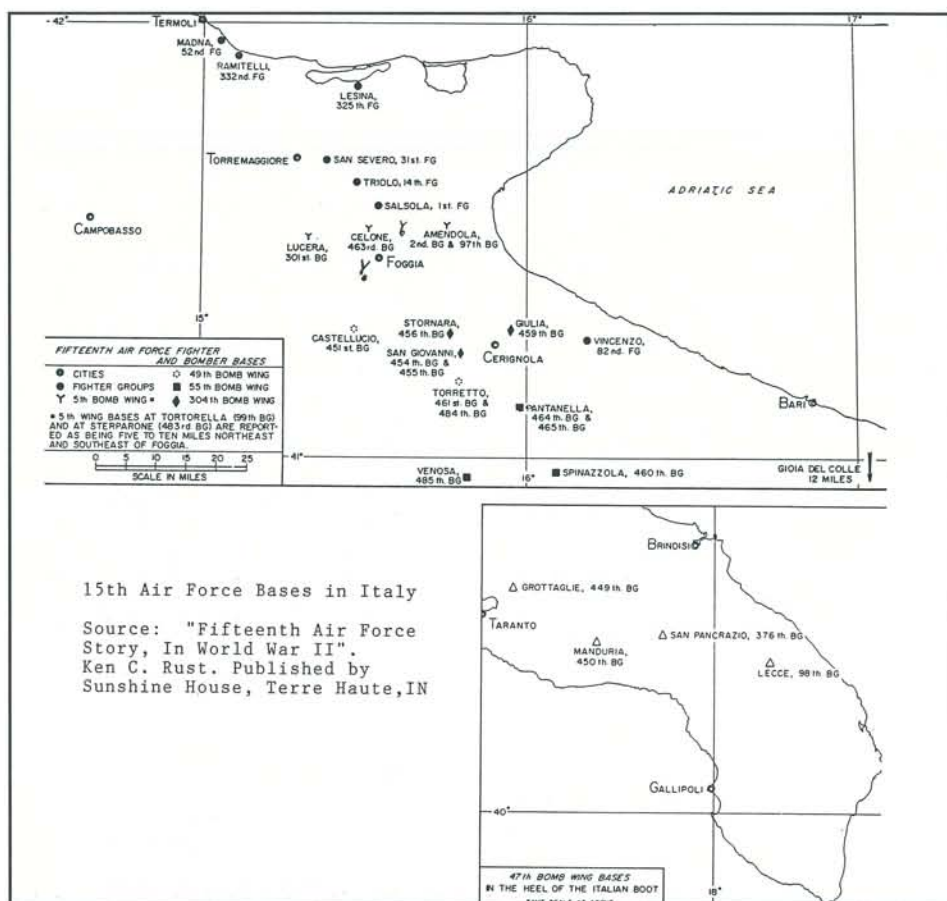 42°
16°
17°
TERMOLI
MADNA,
52nd. FG
RAMITELLI,
332nd. FG
LESINA,
325th. FG
TORREMAGGIORE
SAN SEVERO, 31st. FG
TRIOLO, 14th. FG
SALSOLA, 1st. FG
ADRIATIC SEA
CAMPOBASSO
LUCERA,
301st. BG
CELONE,
463rd. BG
AMENDOLA,
2nd. BG & 97th BG
FOGGIA
15°
CASTELLUCIO,
451st. BG
STORNARA,
456th. BG
GIULIA,
459th BG
SAN GIOVANNI,
454th BG &
455th. BG
CERIGNOLA
VINCENZO,
82nd. FG
TORRETTO,
461st. BG &
484th. BG
PANTANELLA,
464th BG &
465th. BG
BARI
FIFTEENTH AIR FORCE FIGHTER
AND BOMBER BASES
CITIES
49th BOMB WING
FIGHTER GROUPS
55th BOMB WING
5th BOMB WING *
304th BOMB WING
* 5th WING BASES AT TORTORELLA (99th BG)
AND AT STERPARONE (483rd BG) ARE REPORT-
ED AS BEING FIVE TO TEN MILES NORTHEAST
AND SOUTHEAST OF FOGGIA.
0 5 10 15 20 25
SCALE IN MILES
41°
VENOSA,
485th. BG
16°
SPINAZZOLA, 460th. BG
GIOIA DEL COLLE
12 MILES
15th Air Force Bases in Italy
Source: "Fifteenth Air Force
Story, In World War II".
Ken C. Rust. Published by
Sunshine House, Terre Haute,IN
BRINDISI
GROTTAGLIE, 449th. BG
TARANTO
SAN PANCRAZIO, 376th. BG
MANDURIA,
450th. BG
LECCE, 98th BG
GALLIPOLI
40°
18°
47th BOMB WING BASES
IN THE HEEL OF THE ITALIAN BOOT